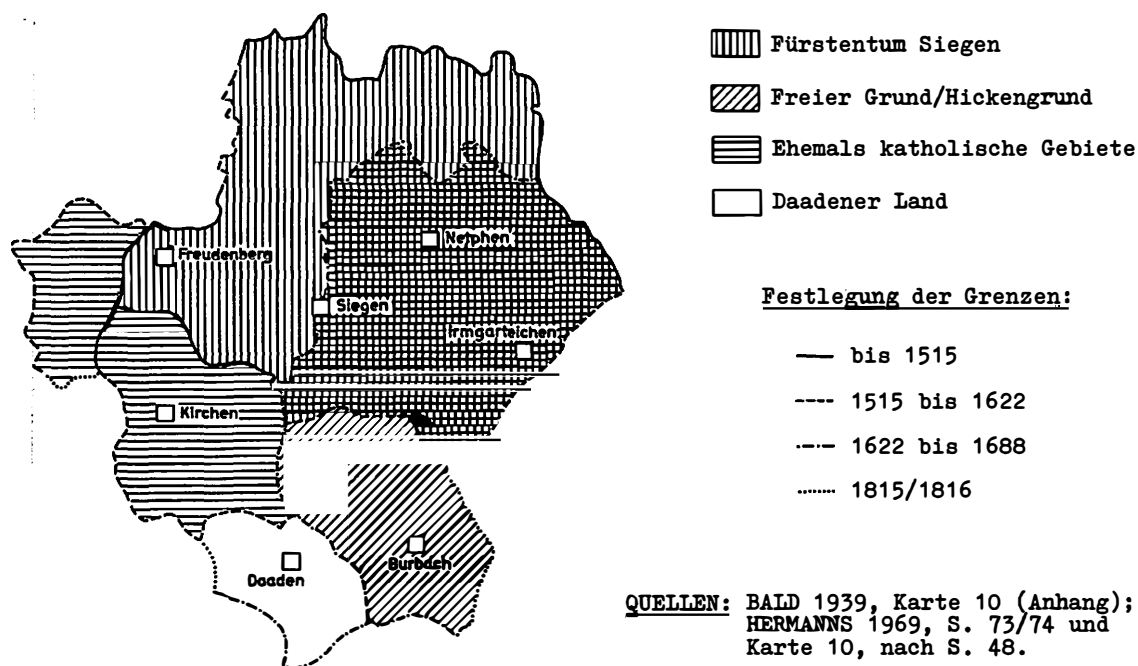 Fürstentum Siegen
Freier Grund/Hickengrund
Ehemals katholische Gebiete
Daadener Land
Netphen
Freudenberg
Siegen
Irmgarteichen
Kirchen
Daaden
Burbach
Festlegung der Grenzen:
bis 1515
1515 bis 1622
1622 bis 1688
1815/1816
QUELLEN: BALD 1939, Karte 10 (Anhang);
HERMANNS 1969, S. 73/74 und
Karte 10, nach S. 48.